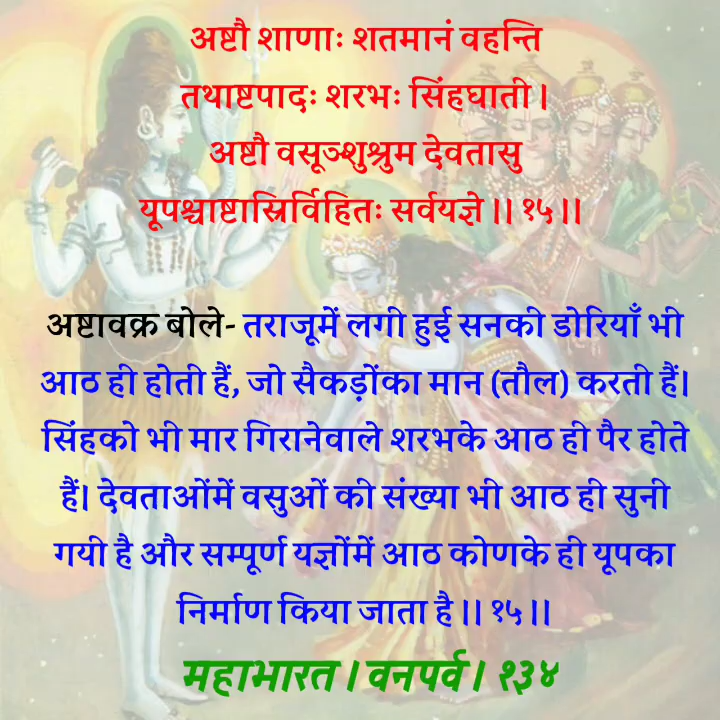 अष्टौ शाणाः शतमानं वहन्ति
तथाष्टपादः शरभः सिंहघाती।
अष्टौ वसूञ्शुश्रुम देवतासु
यूपश्चाष्टास्रिर्विहितः सर्वयज्ञे ॥ १५॥
अष्टावक्र बोले- तराजूमें लगी हुई सनकी डोरियाँ भी
आठ ही होती हैं, जो सैकड़ोंका मान (तौल) करती हैं।
सिंहको भी मार गिरानेवाले शरभके आठ ही पैर होते
हैं। देवताओंमें वसुओं की संख्या भी आठ ही सुनी
गयी है और सम्पूर्ण यज्ञोंमें आठ कोणके ही यूपका
निर्माण किया जाता है॥ १५॥
महाभारत। वनपर्व। १३४